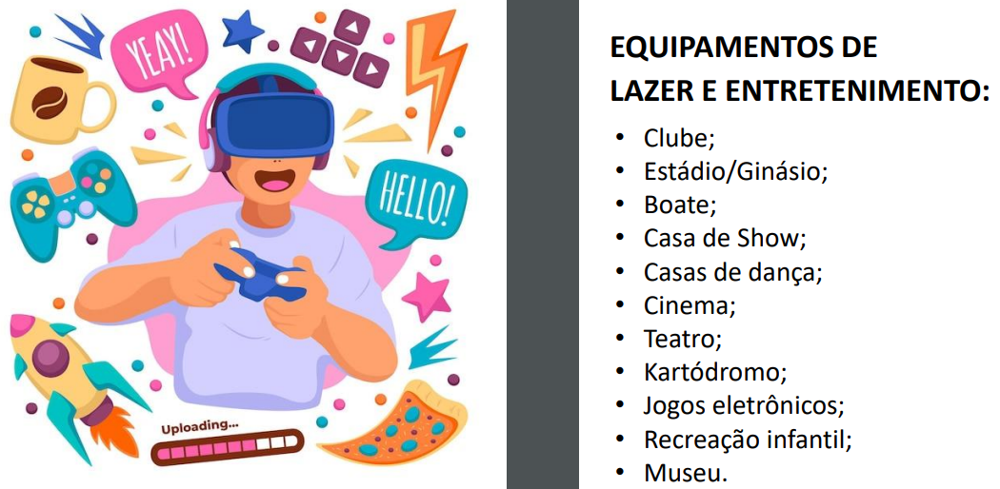 YEAY!
HELLO!
Uploading...
EQUIPAMENTOS DE
LAZER E ENTRETENIMENTO:
• Clube;
• Estádio/Ginásio;
• Boate;
• Casa de Show;
• Casas de dança;
• Cinema;
• Teatro;
• Kartódromo;
• Jogos eletrônicos;
• Recreação infantil;
• Museu.